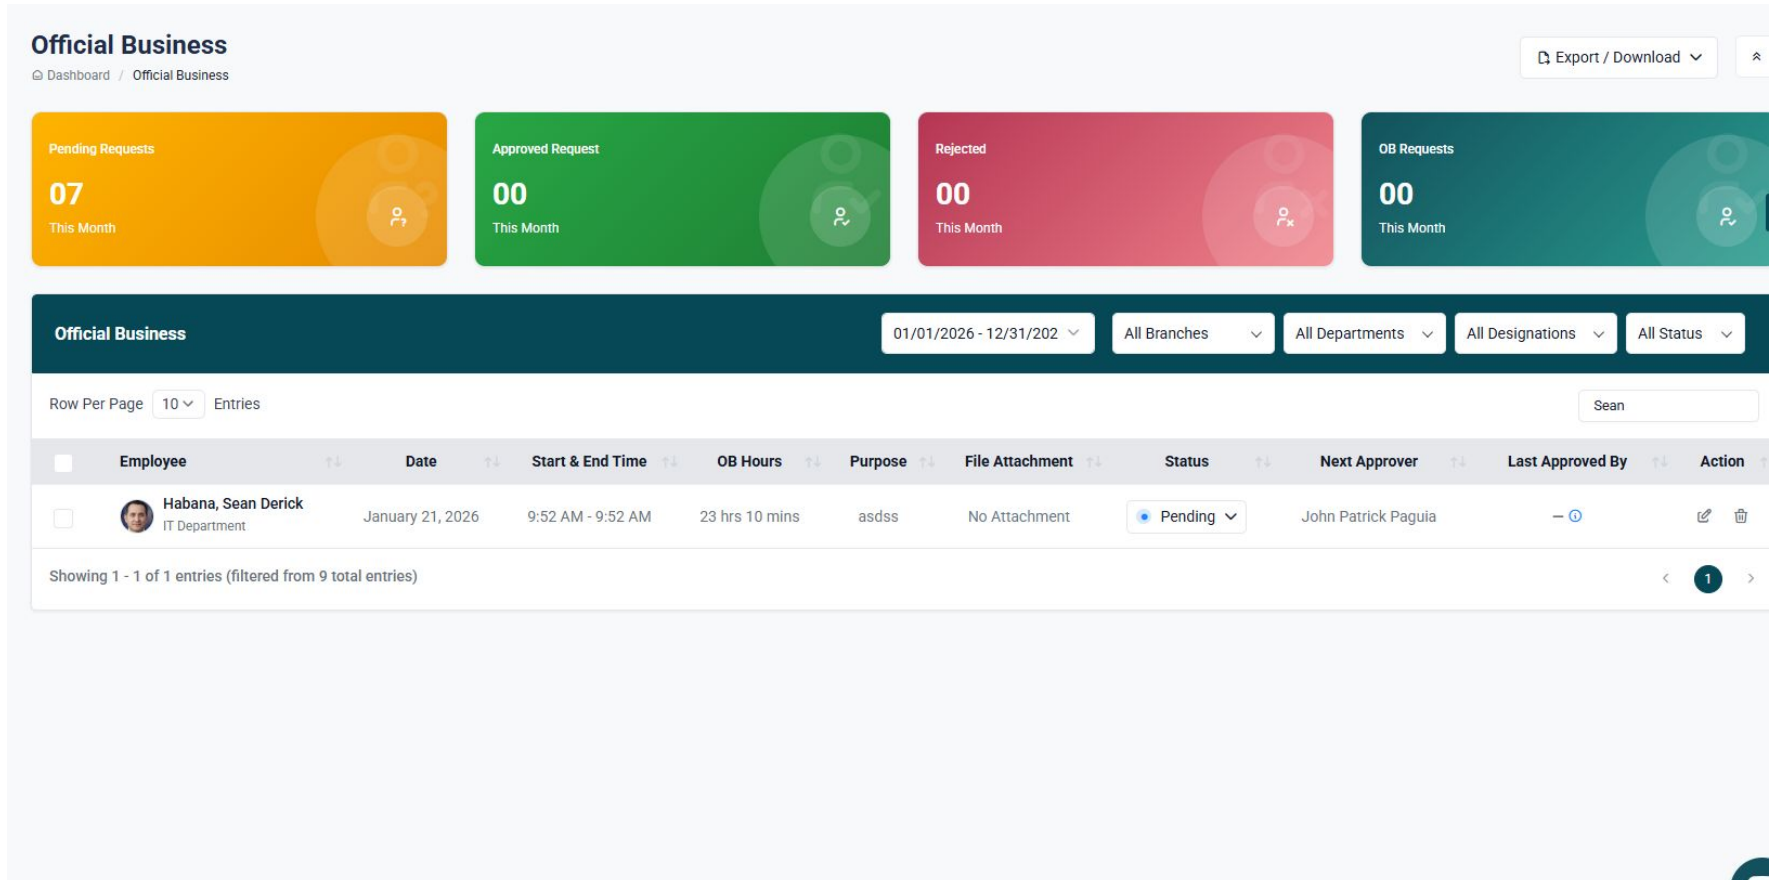 Official Business
Export / Download
Dashboard / Official Business
Pending Requests
07
This Month
Approved Request
00
This Month
Rejected
00
This Month
OB Requests
00
This Month
Official Business
01/01/2026 - 12/31/202
All Branches
All Departments
All Designations
All Status
Row Per Page 10 Entries
Sean
Employee Date Start & End Time OB Hours Purpose File Attachment Status Next Approver Last Approved By Action
Habana, Sean Derick
IT Department
January 21, 2026 9:52 AM - 9:52 AM 23 hrs 10 mins asdss No Attachment Pending John Patrick Paguia –
Showing 1 - 1 of 1 entries (filtered from 9 total entries)
< 1 >